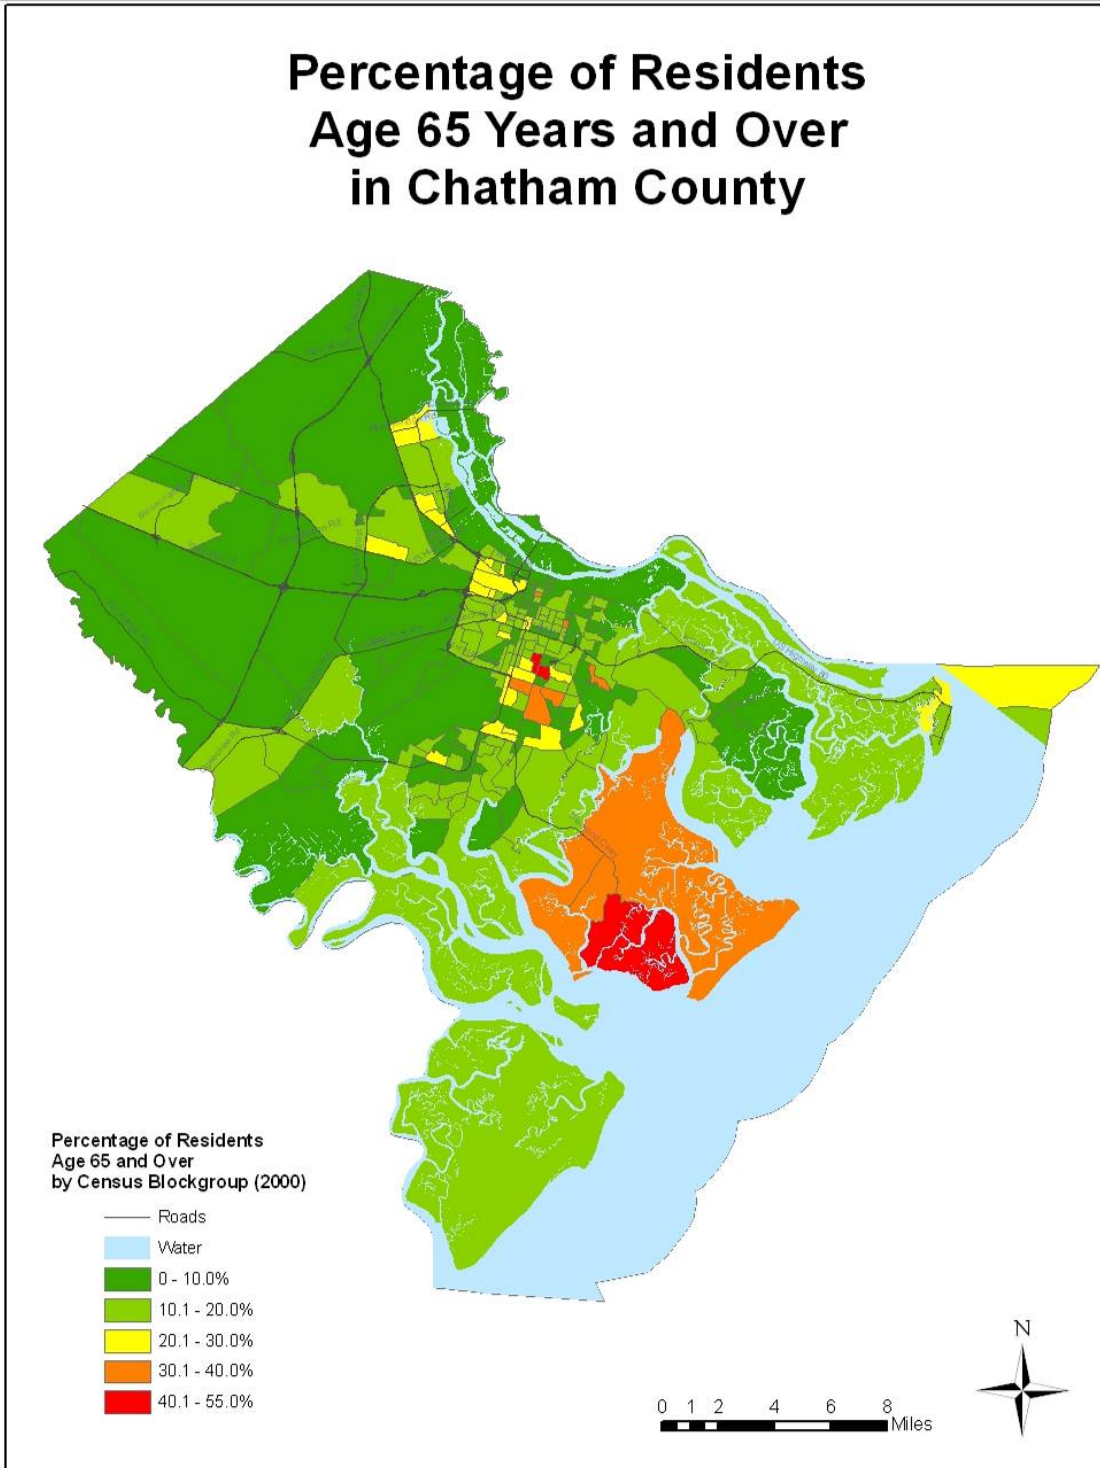 Percentage of Residents
Age 65 Years and Over
in Chatham County
Percentage of Residents
Age 65 and Over
by Census Blockgroup (2000)
Roads
Water
0 - 10.0%
10.1 - 20.0%
20.1 - 30.0%
30.1 - 40.0%
40.1 - 55.0%
N
0 1 2 4 6 8
Miles